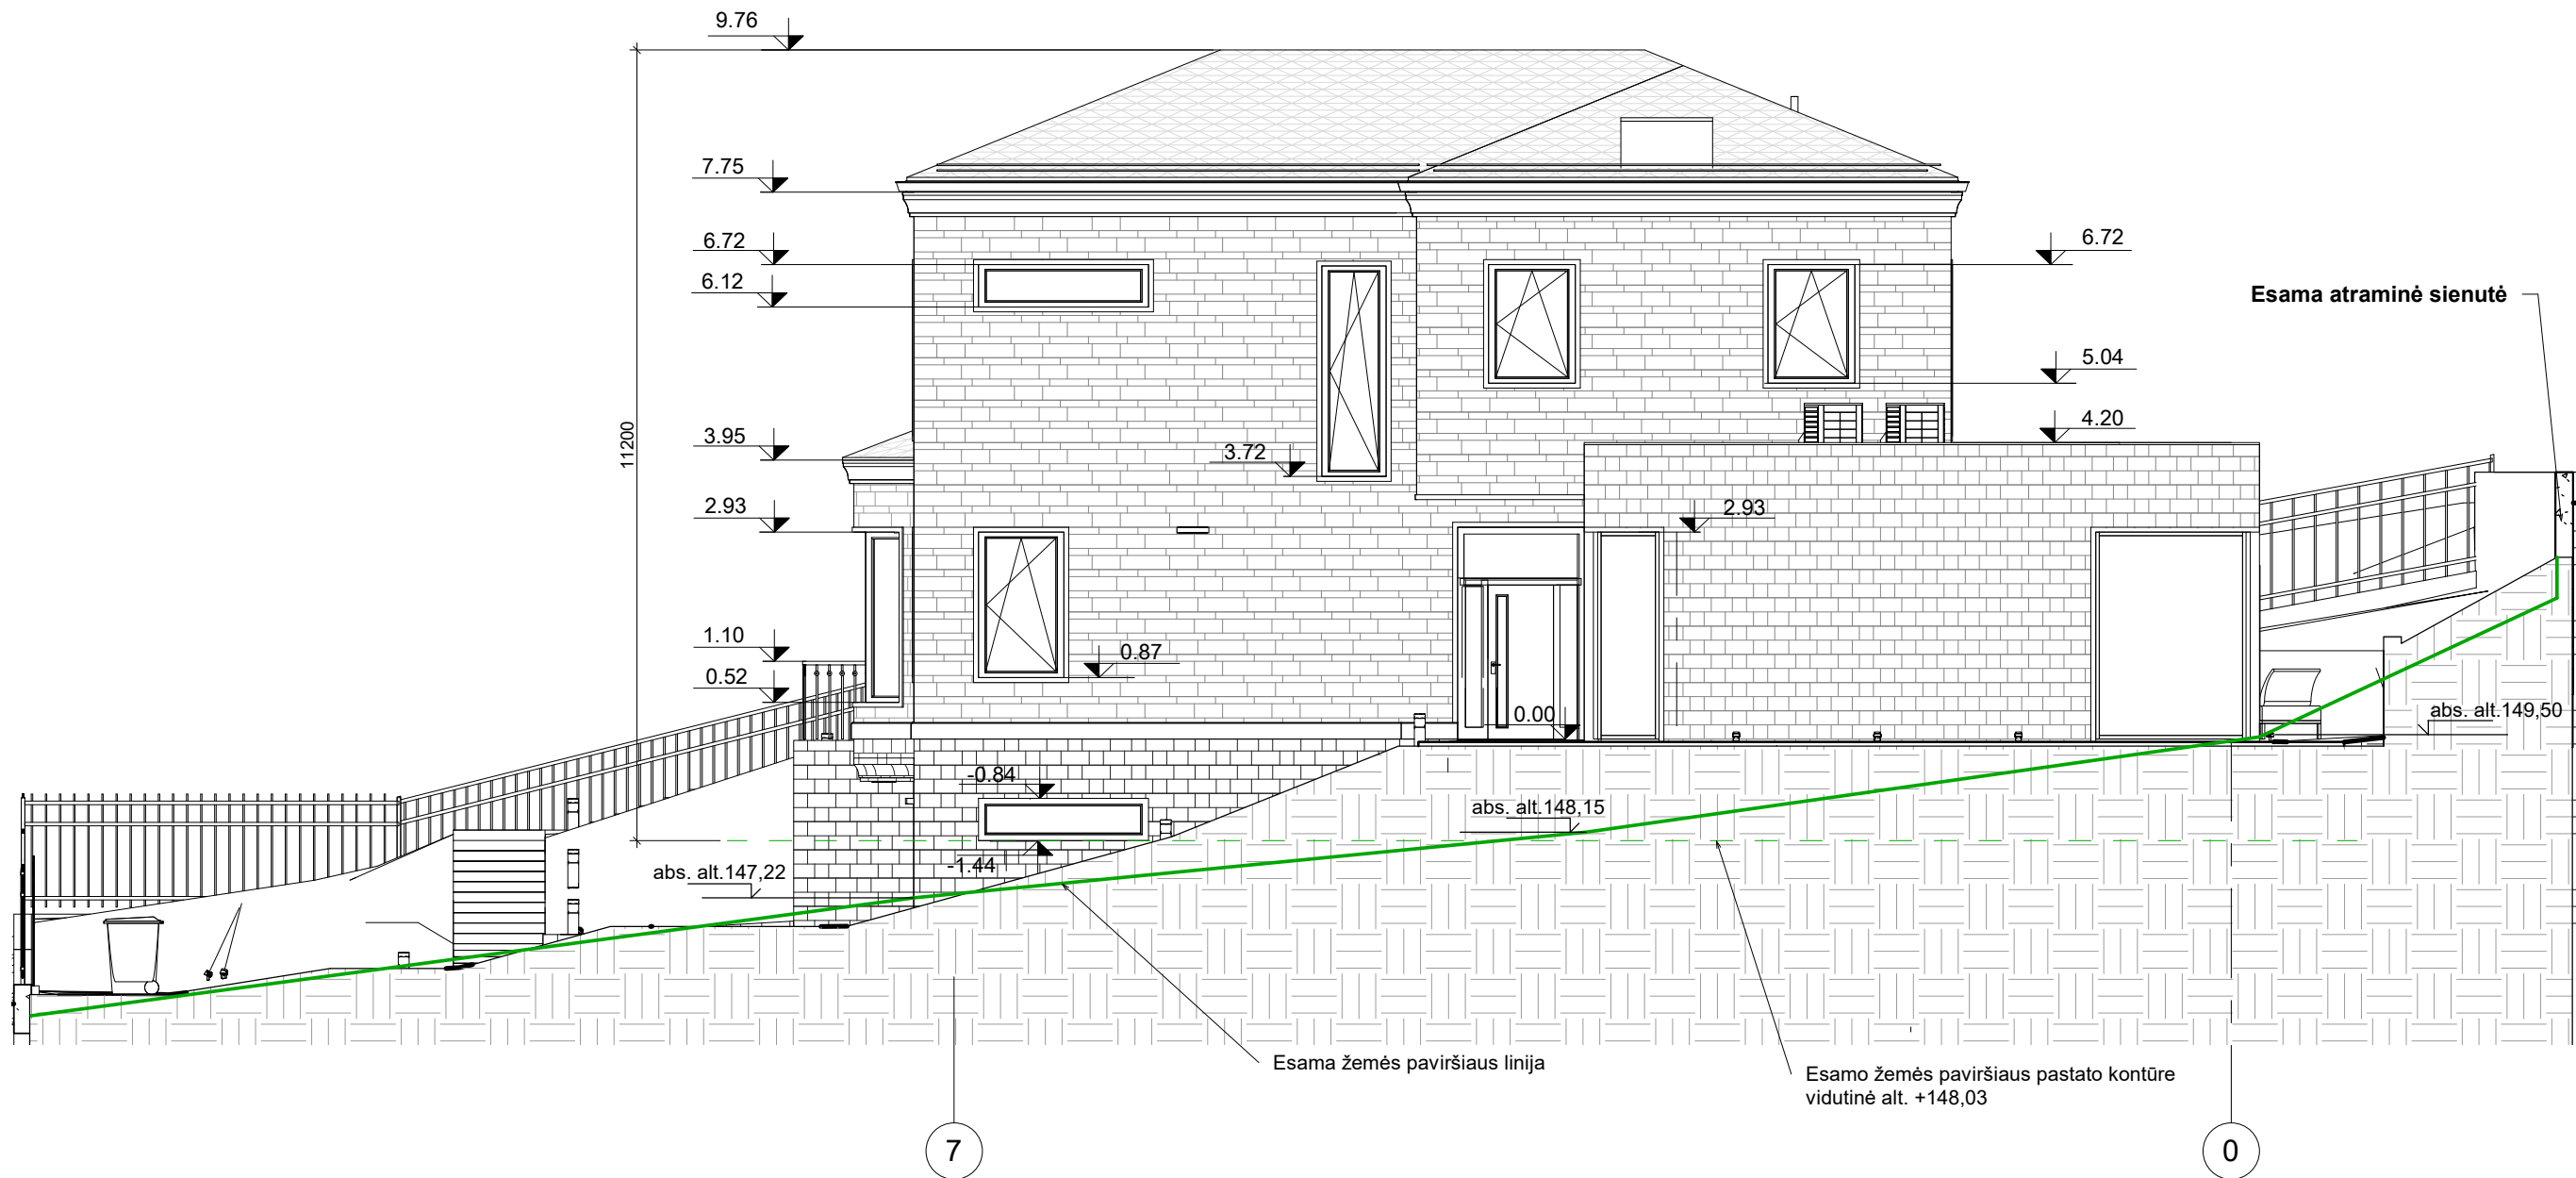 9.76
7.75
6.72
6.12
3.95
2.93
1.10
0.52
11200
6.72
5.04
4.20
Esama atraminė sienutė
3.72
2.93
0.87
0.00
-0.84
-1.44
abs. alt.147,22
abs. alt.148,15
abs. alt.149,50
Esama žemės paviršiaus linija
Esamo žemės paviršiaus pastato kontūre
vidutinė alt. +148,03
7
0